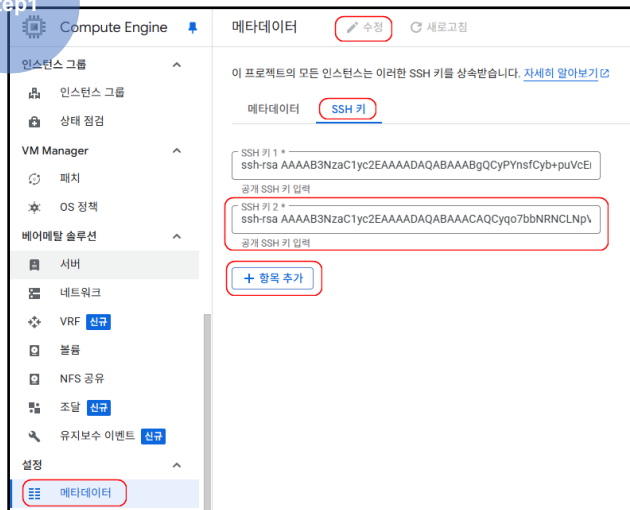 Step1
Compute Engine
메타데이터
수정
새로고침
인스턴스 그룹
이 프로젝트의 모든 인스턴스는 이러한 SSH 키를 상속받습니다. 자세히 알아보기
인스턴스 그룹
상태 점검
메타데이터
SSH 키
VM Manager
SSH 키 1 *
ssh-rsa AAAAB3NzaC1yc2EAAAADAQABAAABgQCyPYnsfCyb+puVcE
공개 SSH 키 입력
패치
OS 정책
SSH 키 2 *
ssh-rsa AAAAB3NzaC1yc2EAAAADAQABAAACAQCyqo7bbNRNCLNp
공개 SSH 키 입력
베어메탈 솔루션
서버
+ 항목 추가
네트워크
VRF 신규
볼륨
NFS 공유
조달 신규
유지보수 이벤트 신규
설정
메타데이터